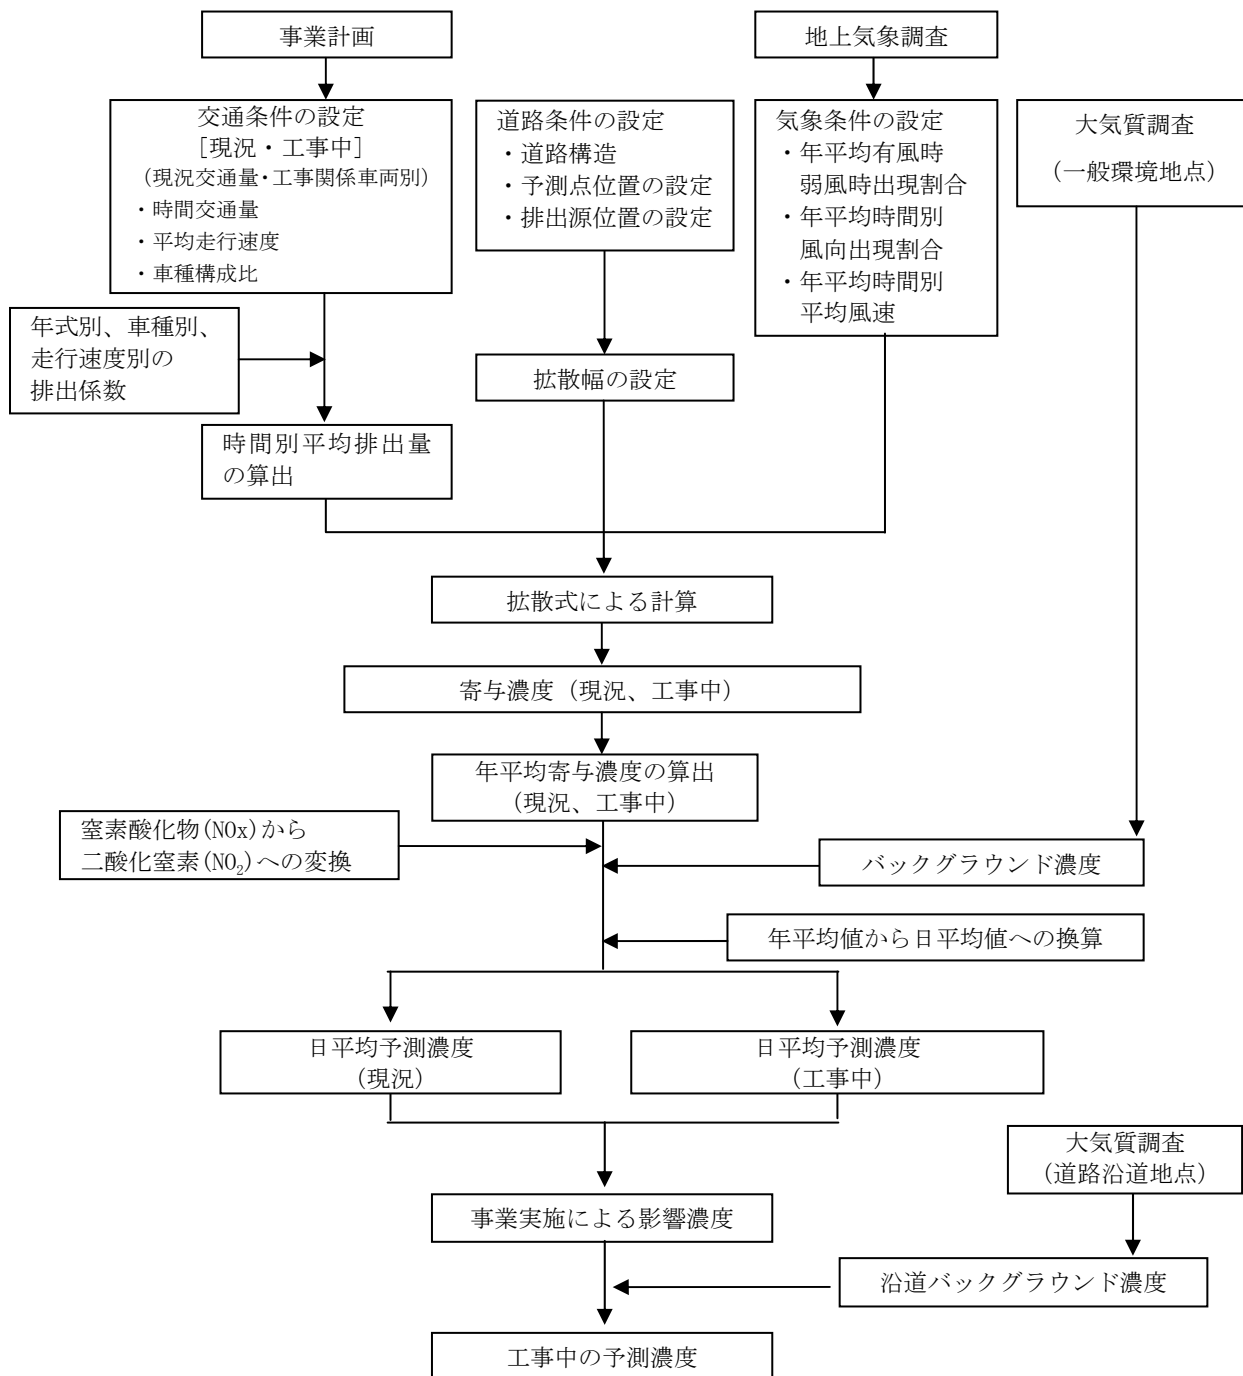 事業計画
地上気象調査
交通条件の設定
[現況・工事中]
(現況交通量・工事関係車両別)
・時間交通量
・平均走行速度
・車種構成比
道路条件の設定
・道路構造
・予測点位置の設定
・排出源位置の設定
気象条件の設定
・年平均有風時
弱風時出現割合
・年平均時間別
風向出現割合
・年平均時間別
平均風速
大気質調査
(一般環境地点)
年式別、車種別、
走行速度別の
排出係数
拡散幅の設定
時間別平均排出量
の算出
拡散式による計算
寄与濃度(現況、工事中)
年平均寄与濃度の算出
(現況、工事中)
窒素酸化物(NOx)から
二酸化窒素(NO₂)への変換
バックグラウンド濃度
年平均値から日平均値への換算
日平均予測濃度
(現況)
日平均予測濃度
(工事中)
大気質調査
(道路沿道地点)
事業実施による影響濃度
沿道バックグラウンド濃度
工事中の予測濃度